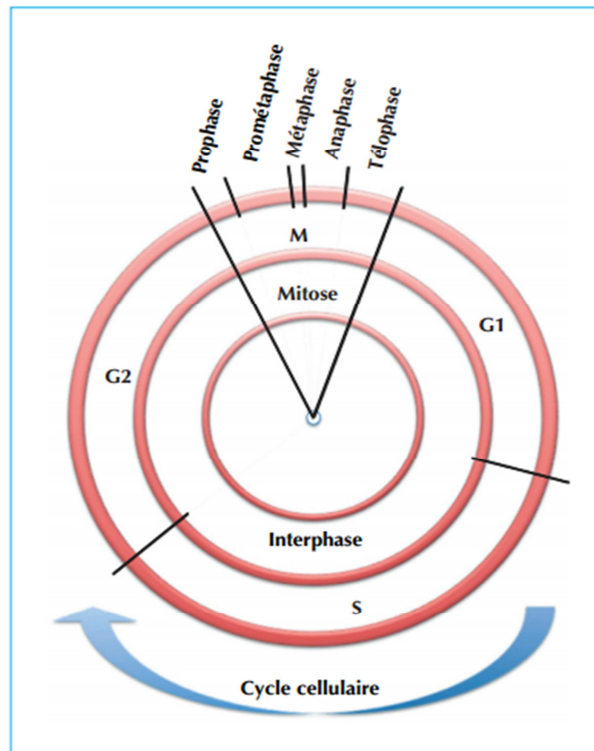 Prophase
Prométaphase
Métaphase
Anaphase
Télophase
M
Mitose
G1
G2
Interphase
S
Cycle cellulaire